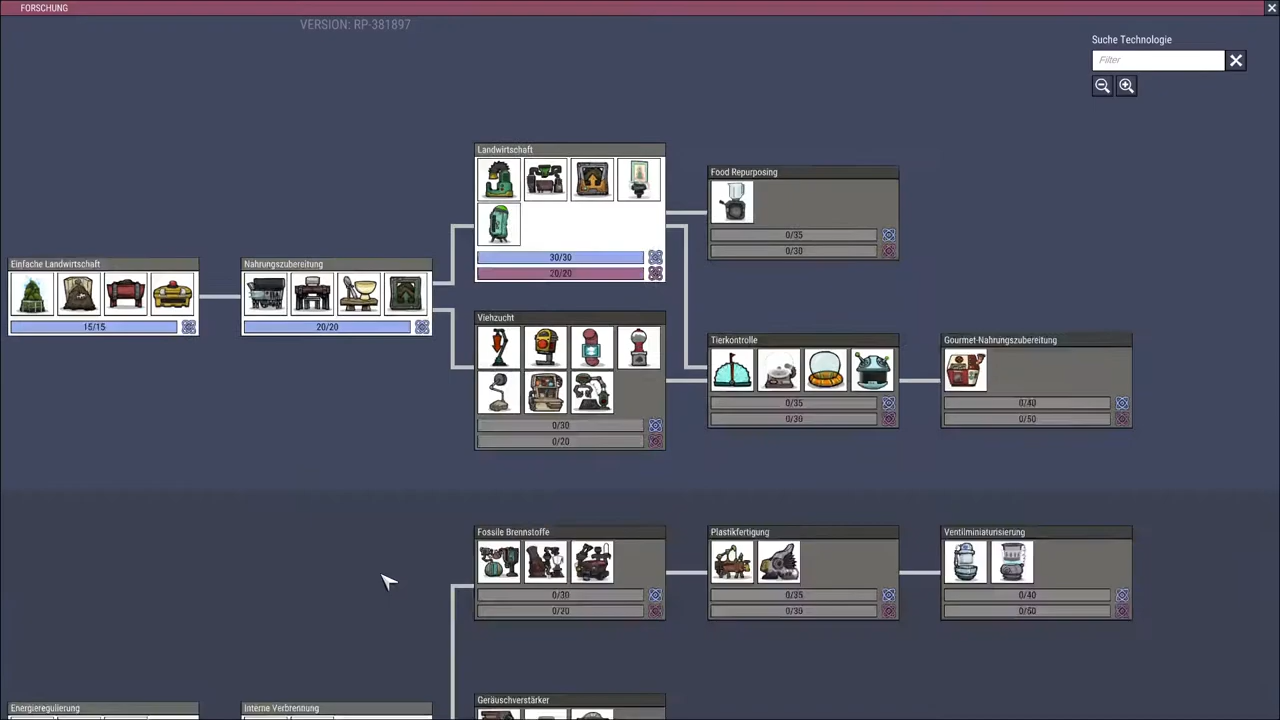 FORSCHUNG
VERSION: RP-381897
Suche Technologie
Filter
Landwirtschaft
30/30
20/20
Food Repurposing
0/35
0/30
Einfache Landwirtschaft
15/15
Nahrungszubereitung
20/20
Viehzucht
0/30
0/20
Tierkontrolle
0/35
0/30
Gourmet-Nahrungszubereitung
0/40
0/50
Fossile Brennstoffe
0/30
0/20
Plastikfertigung
0/35
0/30
Ventilminiaturisierung
0/40
0/60
Geräuschverstärker
Energieregulierung
Interne Verbrennung